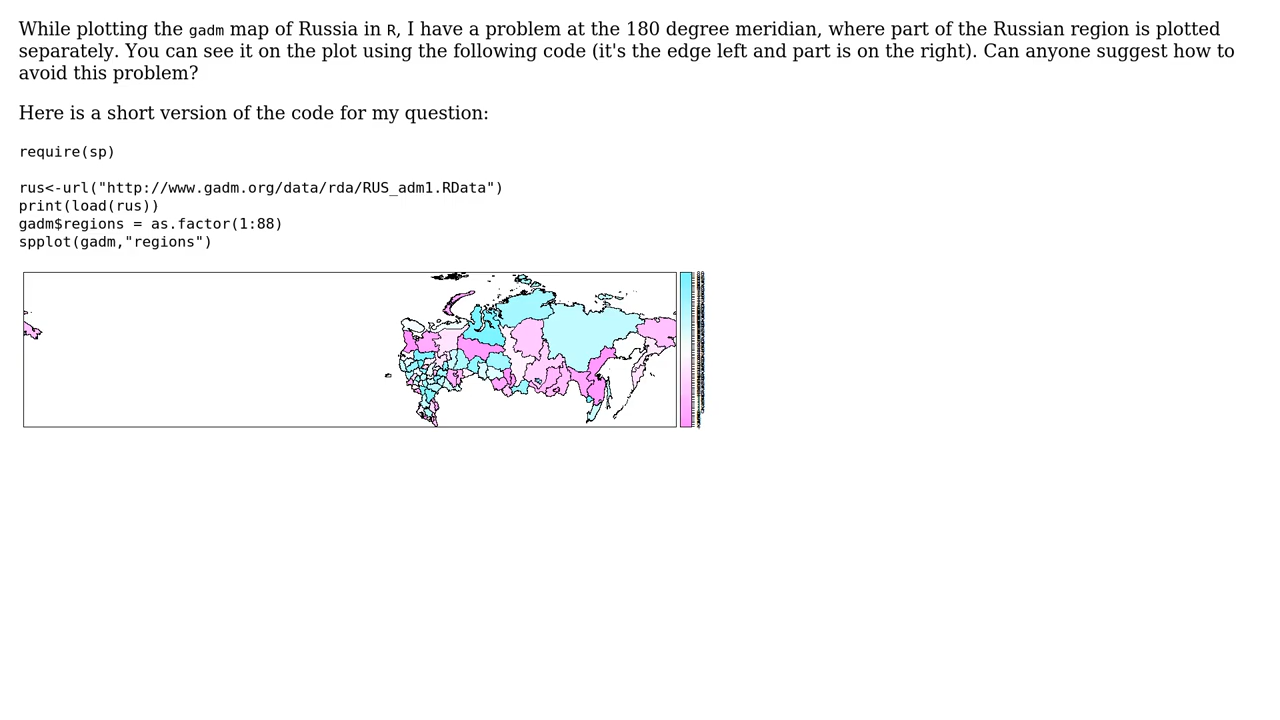 While plotting the gadm map of Russia in R, I have a problem at the 180 degree meridian, where part of the Russian region is plotted
separately. You can see it on the plot using the following code (it's the edge left and part is on the right). Can anyone suggest how to
avoid this problem?
Here is a short version of the code for my question:
require(sp)
rus<-url("http://www.gadm.org/data/rda/RUS_adm1.RData")
print(load(rus))
gadm$regions = as.factor(1:88)
spplot(gadm,"regions")